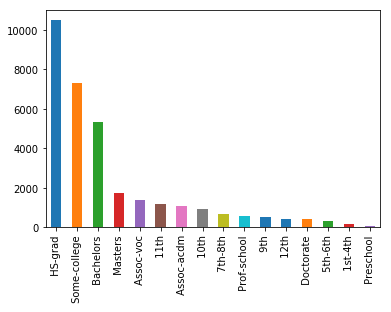 10000
8000
6000
4000
2000
0
HS-grad
Some-college
Bachelors
Masters
Assoc-voc
11th
Assoc-acdm
10th
7th-8th
Prof-school
9th
12th
Doctorate
5th-6th
1st-4th
Preschool